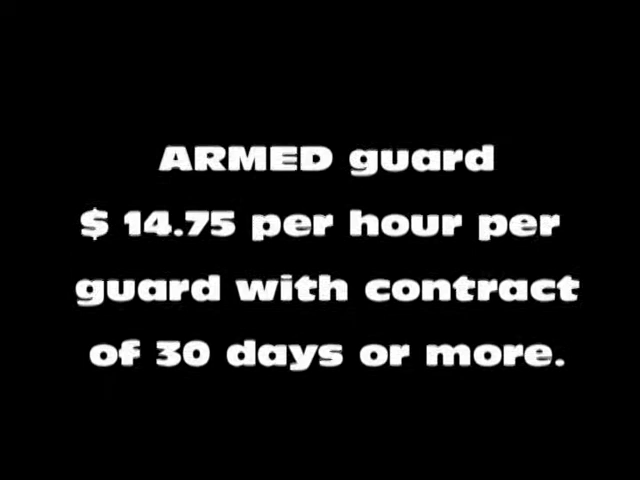 ARMED guard
$ 14.75 per hour per
guard with contract
of 30 days or more.